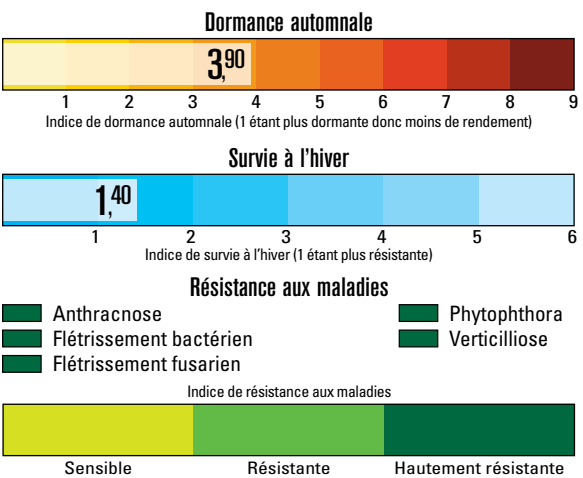 Dormance automnale
3,90
1 2 3 4 5 6 7 8 9
Indice de dormance automnale (1 étant plus dormante donc moins de rendement)
Survie à l'hiver
1,40
1 2 3 4 5 6
Indice de survie à l'hiver (1 étant plus résistante)
Résistance aux maladies
Anthracnose
Flétrissement bactérien
Flétrissement fusarien
Phytophthora
Verticilliose
Indice de résistance aux maladies
Sensible Résistante Hautement résistante